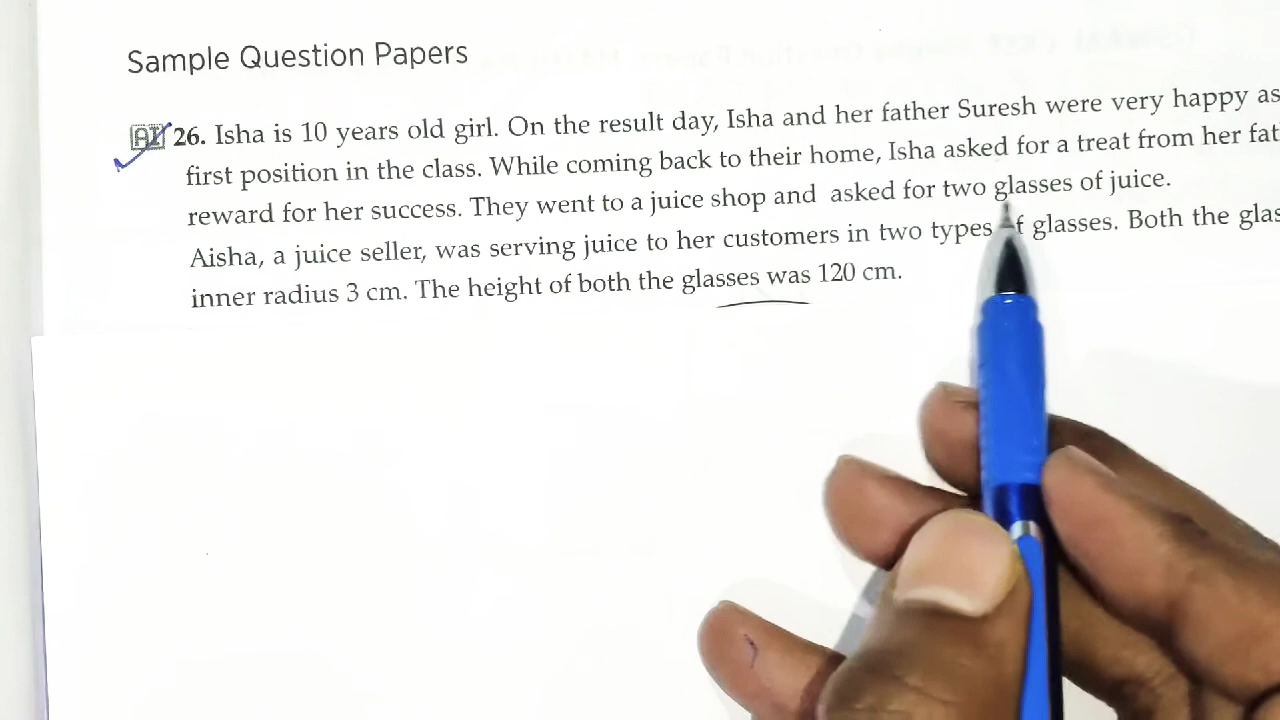 Sample Question Papers
AI 26. Isha is 10 years old girl. On the result day, Isha and her father Suresh were very happy as
first position in the class. While coming back to their home, Isha asked for a treat from her fat
reward for her success. They went to a juice shop and asked for two glasses of juice.
Aisha, a juice seller, was serving juice to her customers in two types of glasses. Both the glas
inner radius 3 cm. The height of both the glasses was 120 cm.